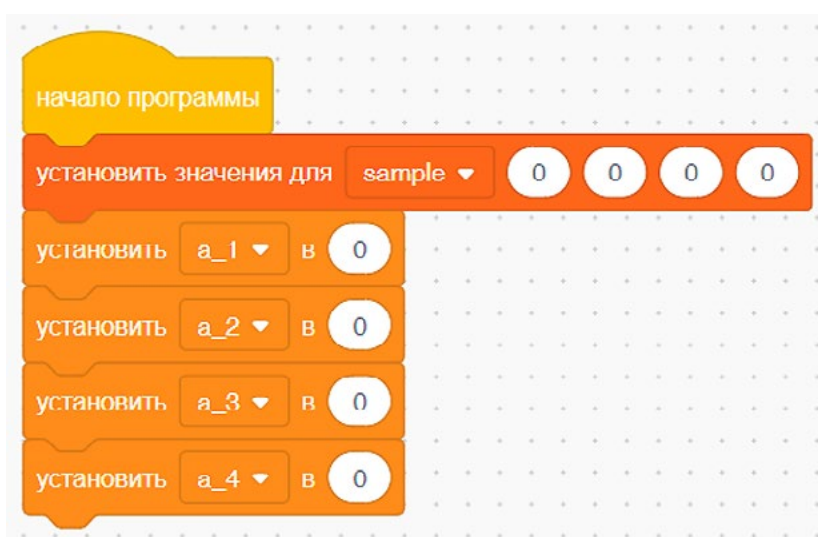 начало программы
установить значения для sample 0 0 0 0
установить a_1 в 0
установить a_2 в 0
установить a_3 в 0
установить a_4 в 0